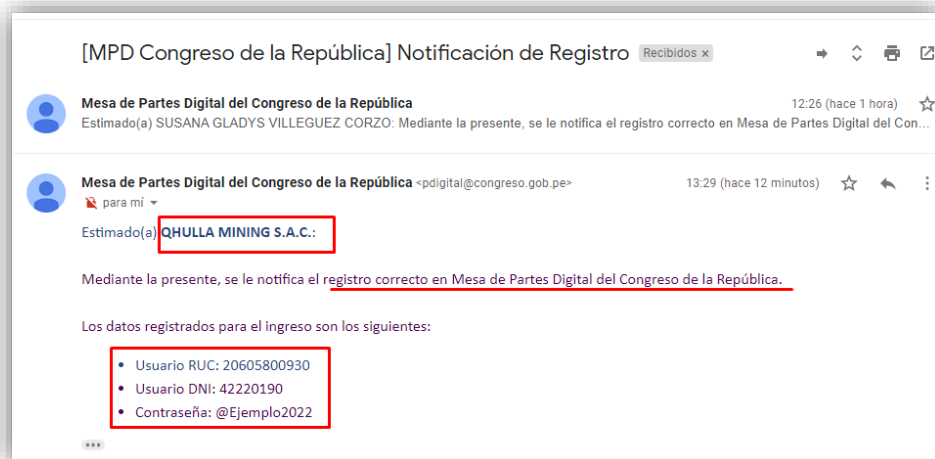 [MPD Congreso de la República] Notificación de Registro Recibidos x
Mesa de Partes Digital del Congreso de la República 12:26 (hace 1 hora)
Estimado(a) SUSANA GLADYS VILLEGUEZ CORZO: Mediante la presente, se le notifica el registro correcto en Mesa de Partes Digital del Con...
Mesa de Partes Digital del Congreso de la República <pdigital@congreso.gob.pe> 13:29 (hace 12 minutos)
para mí
Estimado(a) QHULLA MINING S.A.C.:
Mediante la presente, se le notifica el registro correcto en Mesa de Partes Digital del Congreso de la República.
Los datos registrados para el ingreso son los siguientes:
• Usuario RUC: 20605800930
• Usuario DNI: 42220190
• Contraseña: @Ejemplo2022